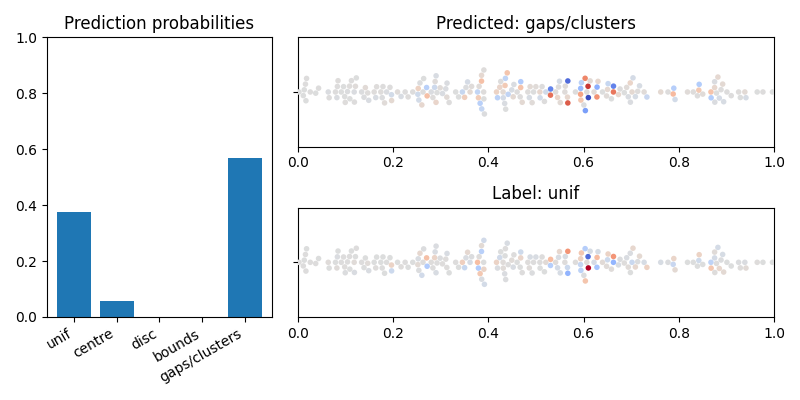 Prediction probabilities
1.0
0.8
0.6
0.4
0.2
0.0
unif
centre
disc
bounds
gaps/clusters
Predicted: gaps/clusters
0.0 0.2 0.4 0.6 0.8 1.0
Label: unif
0.0 0.2 0.4 0.6 0.8 1.0